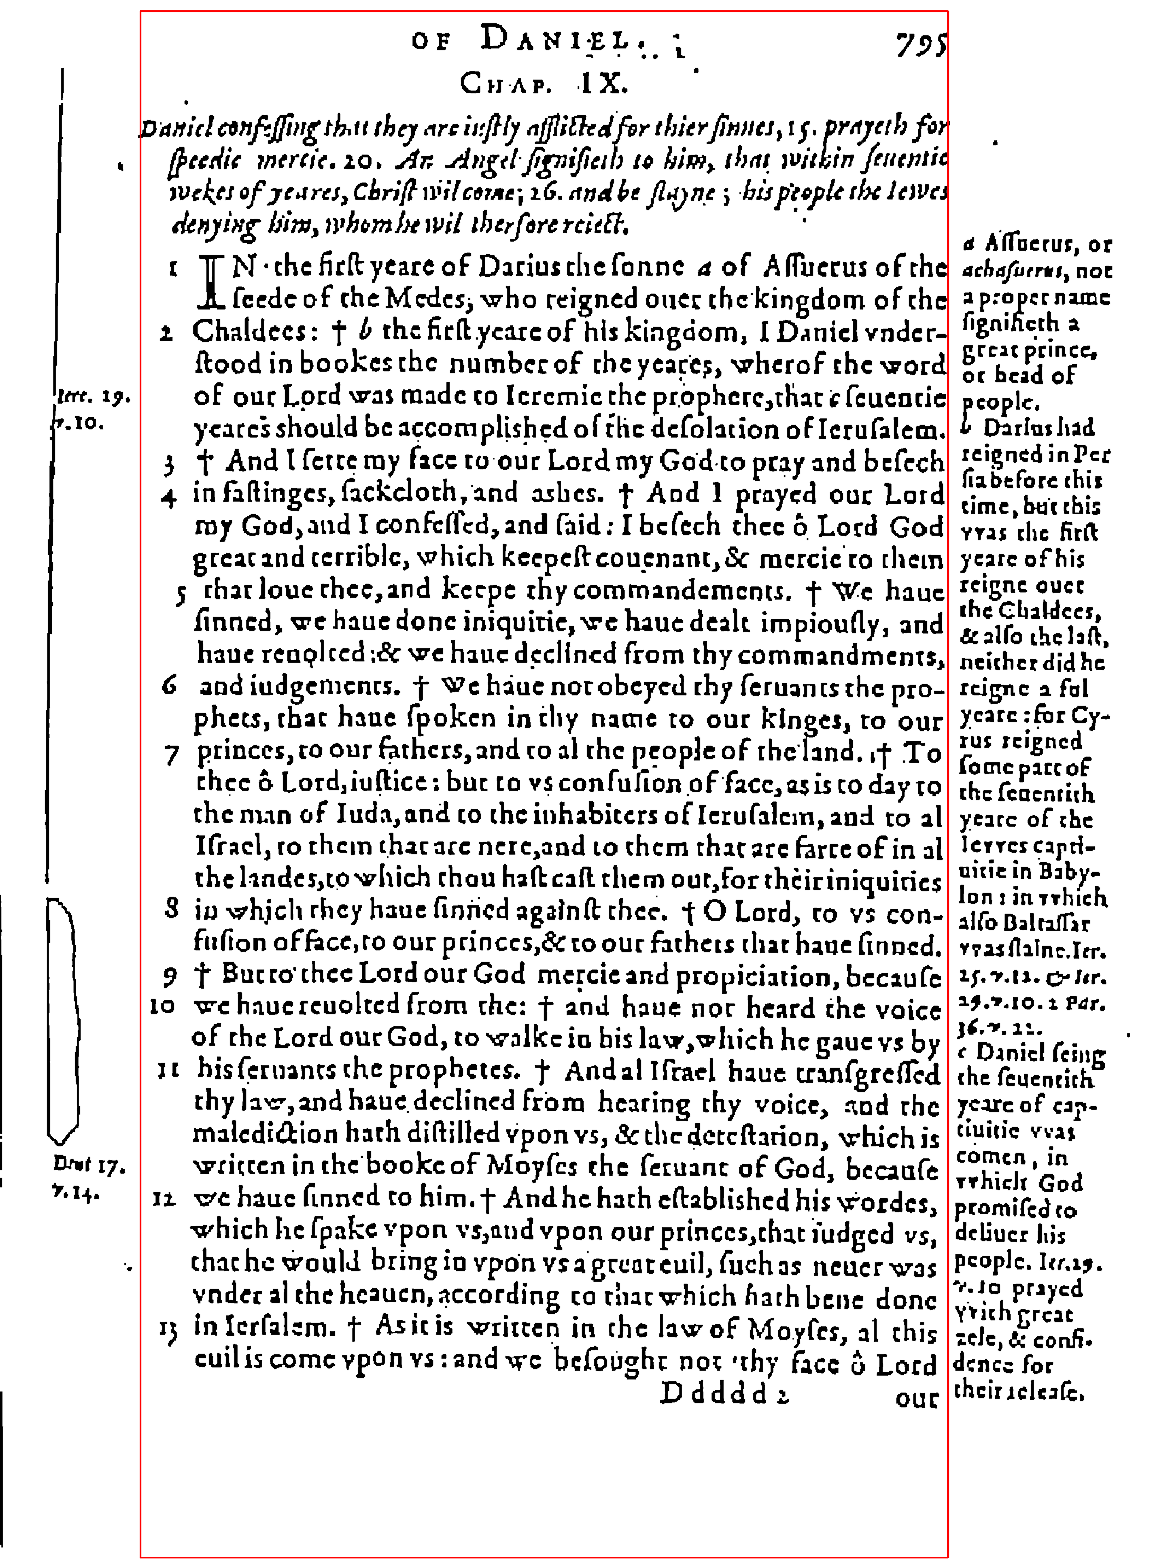 OF DANIEL.
795
CHAP. IX.
Daniel confessing that they are iustly afflicted for thier sinnes, 15. prayeth for
speedie mercie. 20. An Angel signifieth to him, that within seuentie
wekes of yeares, Christ wil come; 26. and be slayne; his people the Iewes
denying him, whom he wil therfore reiect.
1 IN the first yeare of Darius the sonne a of Assuerus of the
seede of the Medes, who reigned ouer the kingdom of the
2 Chaldees: † b the first yeare of his kingdom, I Daniel vnder-
stood in bookes the number of the yeares, wherof the word
of our Lord was made to Ieremie the prophete, that c seuentie
yeares should be accomplished of the desolation of Ierusalem.
3 † And I sette my face to our Lord my God to pray and besech
4 in fastinges, sackcloth, and ashes. † And I prayed our Lord
my God, and I confessed, and said: I besech thee ô Lord God
great and terrible, which keepest couenant, & mercie to them
5 that loue thee, and keepe thy commandements. † We haue
sinned, we haue done iniquitie, we haue dealt impiously, and
haue reuolted: & we haue declined from thy commandments,
6 and iudgements. † We haue not obeyed thy seruants the pro-
phets, that haue spoken in thy name to our kinges, to our
7 princes, to our fathers, and to al the people of the land. † To
thee ô Lord, iustice: but to vs confusion of face, as is to day to
the man of Iuda, and to the inhabiters of Ierusalem, and to al
Israel, to them that are nere, and to them that are farre of in al
the landes, to which thou hast cast them out, for their iniquities
8 in which they haue sinned against thee. † O Lord, to vs con-
fusion of face, to our princes, & to our fathers that haue sinned.
9 † But to thee Lord our God mercie and propiciation, because
10 we haue reuolted from the: † and haue not heard the voice
of the Lord our God, to walke in his law, which he gaue vs by
11 his seruants the prophetes. † And al Israel haue transgressed
thy law, and haue declined from hearing thy voice, and the
malediction hath distilled vpon vs, & the detestation, which is
written in the booke of Moyses the seruant of God, because
12 we haue sinned to him. † And he hath established his wordes,
which he spake vpon vs, and vpon our princes, that iudged vs,
that he would bring in vpon vs a great euil, such as neuer was
vnder al the heauen, according to that which hath bene done
13 in Iersalem. † As it is written in the law of Moyses, al this
euil is come vpon vs: and we besought not thy face ô Lord
Ddddd 2
our
Iere. 29.
v. 10.
Deut 17.
v. 14.
a Assuerus, or
achasuerus, not
a proper name
signifieth a
great prince,
or head of
people.
b Darius had
reigned in Per
sia before this
time, but this
vvas the first
yeare of his
reigne ouer
the Chaldees,
& also the last,
neither did he
reigne a ful
yeare: for Cy-
rus reigned
some part of
the seuentith
yeare of the
Ievves capti-
uitie in Baby-
lon: in vvhich
also Baltassar
vvas slaine. Ier.
25. v. 12. & Ier.
29. v. 10. 2 Par.
36. v. 22.
c Daniel seing
the seuentith
yeare of cap-
tiuitie vvas
comen, in
vvhich God
promised to
deliuer his
people. Ier. 29.
v. 10 prayed
vvith great
zele, & confi-
dence for
their release.